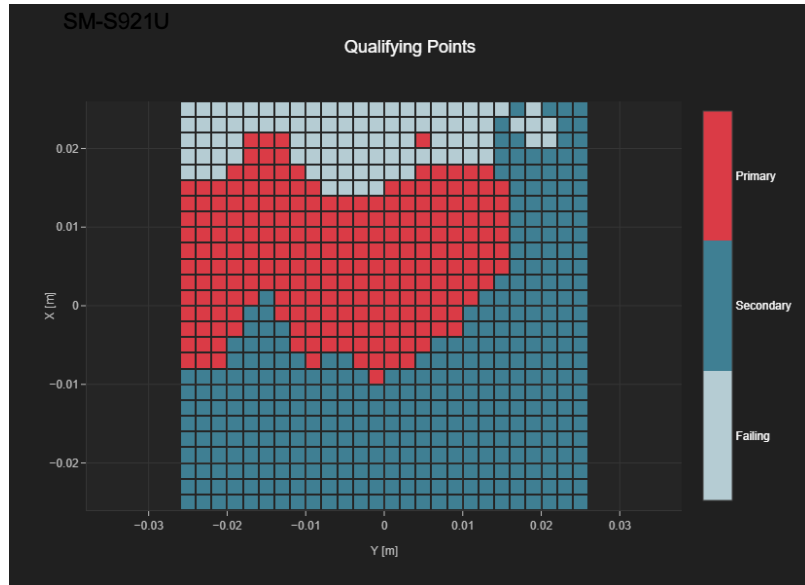 SM-S921U
Qualifying Points
Primary
Secondary
Failing
0.02
0.01
0
−0.01
−0.02
X [m]
−0.03
−0.02
−0.01
0
0.01
0.02
0.03
Y [m]